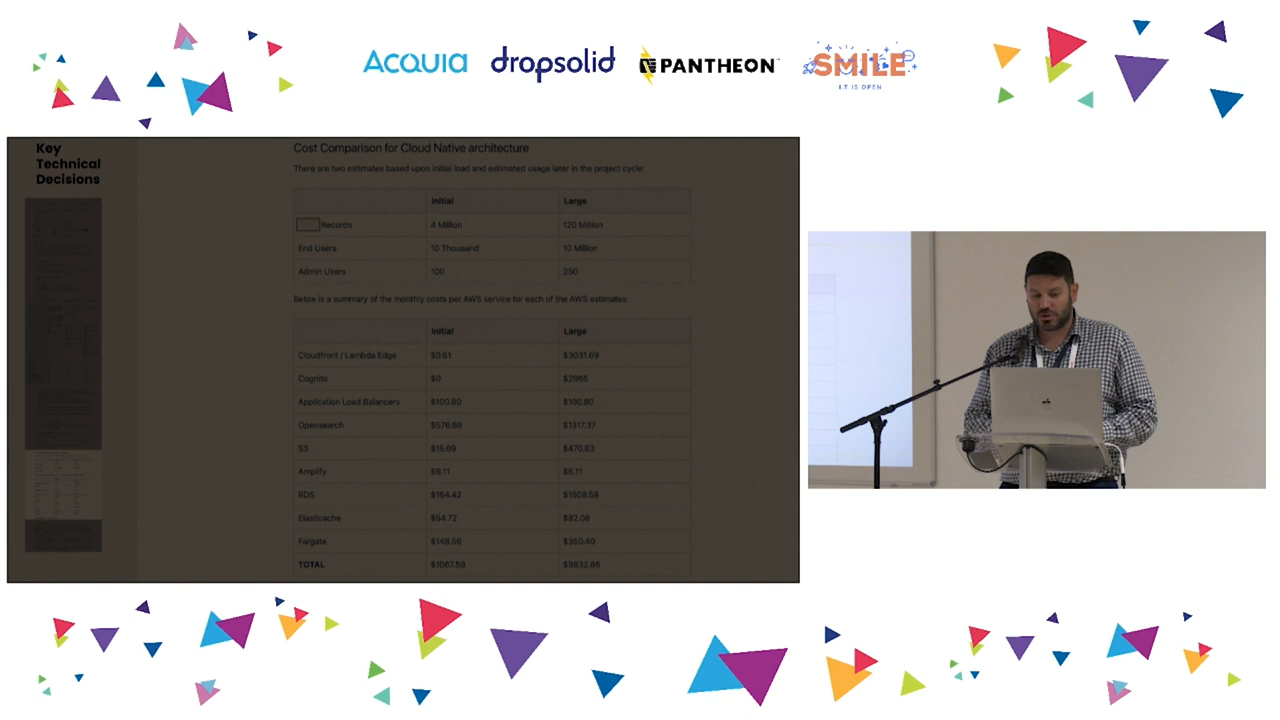 ACQUIA dropsolid PANTHEON SMILE
I.T IS OPEN
Key
Technical
Decisions
Cost Comparison for Cloud Native architecture
There are two estimates based upon initial load and estimated usage later in the project cycle:
Initial Large
Records 4 Million 120 Million
End Users 10 Thousand 10 Million
Admin Users 100 250
Below is a summary of the monthly costs per AWS service for each of the AWS estimates:
Initial Large
Cloudfront / Lambda Edge $0.61 $3031.69
Cognito $0 $2965
Application Load Balancers $100.80 $100.80
Opensearch $576.68 $1317.37
S3 $15.69 $470.83
Amplify $6.11 $6.11
RDS $164.42 $1508.58
Elasticache $54.72 $82.08
Fargate $148.56 $350.40
TOTAL $1067.59 $9832.86